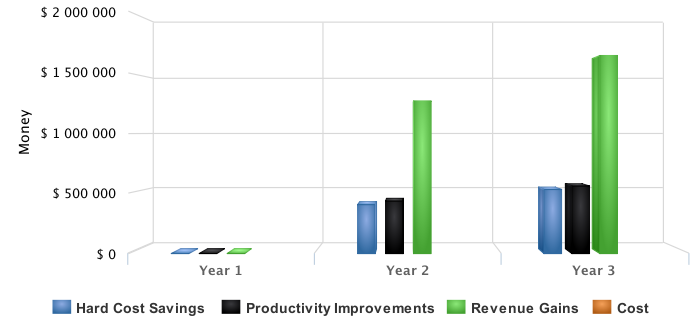 $ 2 000 000
$ 1 500 000
$ 1 000 000
$ 500 000
$ 0
Money
Year 1 Year 2 Year 3
Hard Cost Savings Productivity Improvements Revenue Gains Cost